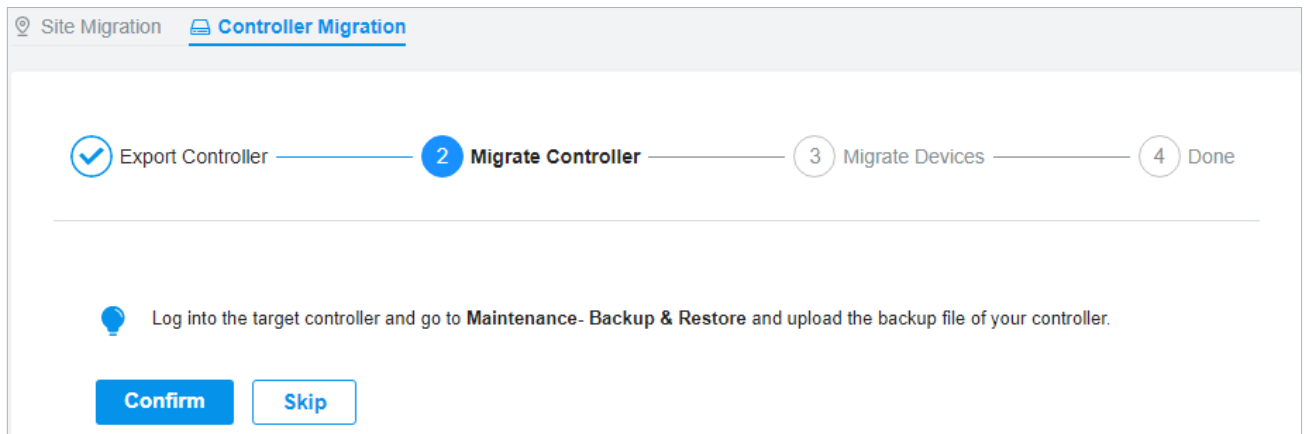 Site Migration Controller Migration
Export Controller 2 Migrate Controller 3 Migrate Devices 4 Done
Log into the target controller and go to Maintenance- Backup & Restore and upload the backup file of your controller.
Confirm Skip